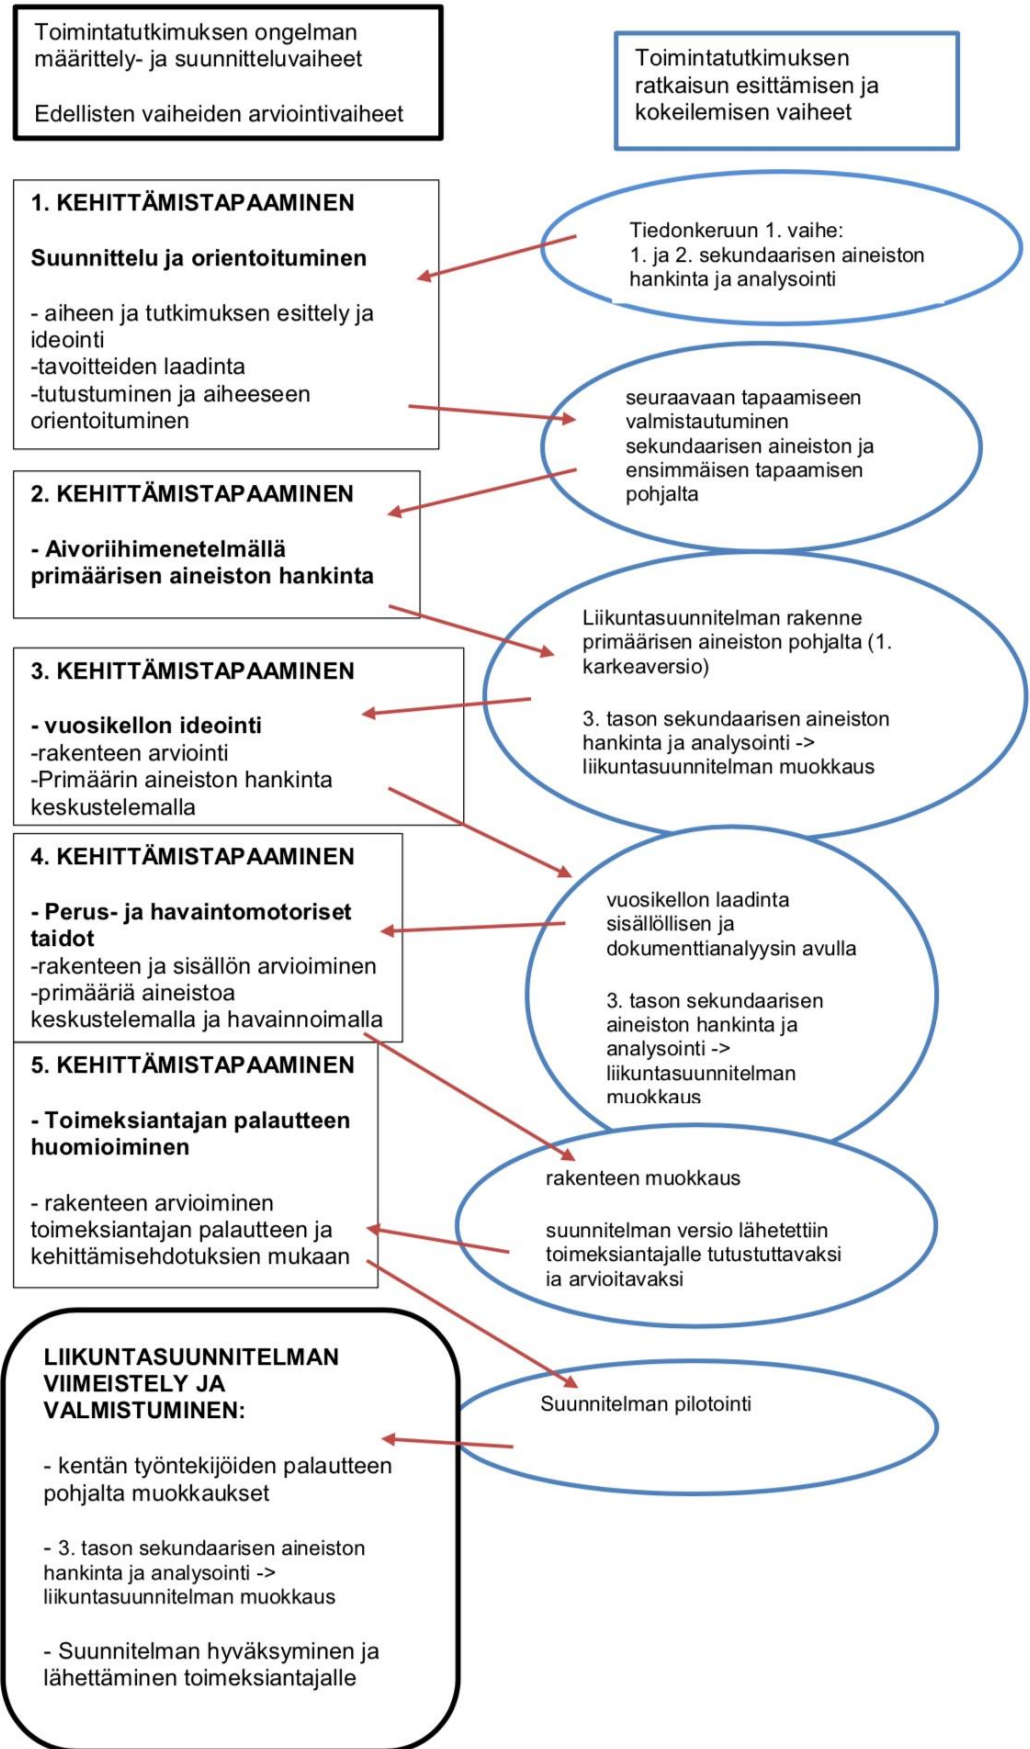 Toimintatutkimuksen ongelman
määrittely- ja suunnitteluvaiheet
Edellisten vaiheiden arviointivaiheet
Toimintatutkimuksen
ratkaisun esittämisen ja
kokeilemisen vaiheet
1. KEHITTÄMISTAPAAMINEN
Suunnittelu ja orientoituminen
- aiheen ja tutkimuksen esittely ja
ideointi
-tavoitteiden laadinta
-tutustuminen ja aiheeseen
orientoituminen
Tiedonkeruun 1. vaihe:
1. ja 2. sekundaarisen aineiston
hankinta ja analysointi
seuraavaan tapaamiseen
valmistautuminen
sekundaarisen aineiston ja
ensimmäisen tapaamisen
pohjalta
2. KEHITTÄMISTAPAAMINEN
- Aivoriihimenetelmällä
primäärisen aineiston hankinta
Liikuntasuunnitelman rakenne
primäärisen aineiston pohjalta (1.
karkeaversio)
3. tason sekundaarisen aineiston
hankinta ja analysointi ->
liikuntasuunnitelman muokkaus
3. KEHITTÄMISTAPAAMINEN
- vuosikellon ideointi
-rakenteen arviointi
-Primäärin aineiston hankinta
keskustelemalla
vuosikellon laadinta
sisällöllisen ja
dokumenttianalyysin avulla
3. tason sekundaarisen
aineiston hankinta ja
analysointi ->
liikuntasuunnitelman
muokkaus
4. KEHITTÄMISTAPAAMINEN
- Perus- ja havaintomotoriset
taidot
-rakenteen ja sisällön arvioiminen
-primääriä aineistoa
keskustelemalla ja havainnoimalla
rakenteen muokkaus
suunnitelman versio lähetettiin
toimeksiantajalle tutustuttavaksi
ja arvioitavaksi
5. KEHITTÄMISTAPAAMINEN
- Toimeksiantajan palautteen
huomioiminen
- rakenteen arvioiminen
toimeksiantajan palautteen ja
kehittämisehdotuksien mukaan
Suunnitelman pilotointi
LIIKUNTASUUNNITELMAN
VIIMEISTELY JA
VALMISTUMINEN:
- kentän työntekijöiden palautteen
pohjalta muokkaukset
- 3. tason sekundaarisen aineiston
hankinta ja analysointi ->
liikuntasuunnitelman muokkaus
- Suunnitelman hyväksyminen ja
lähettäminen toimeksiantajalle